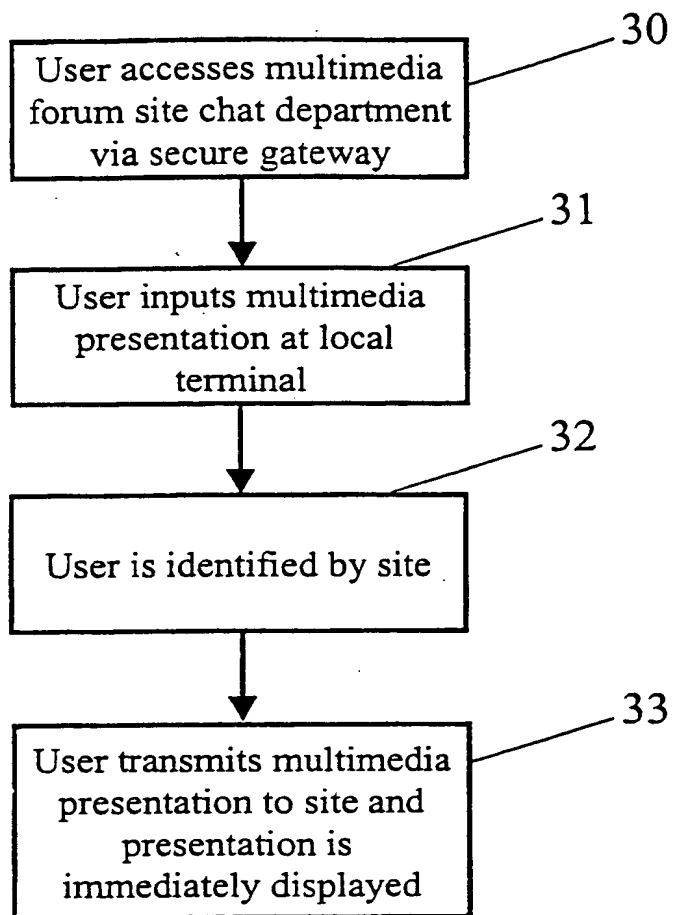 30
User accesses multimedia
forum site chat department
via secure gateway
31
User inputs multimedia
presentation at local
terminal
32
User is identified by site
33
User transmits multimedia
presentation to site and
presentation is
immediately displayed